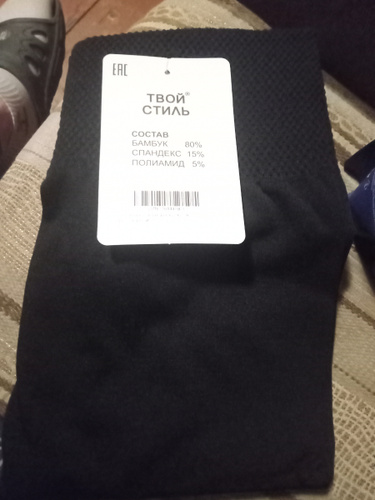 EAC
ТВОЙ®
СТИЛЬ
СОСТАВ
БАМБУК 80%
СПАНДЕКС 15%
ПОЛИАМИД 5%